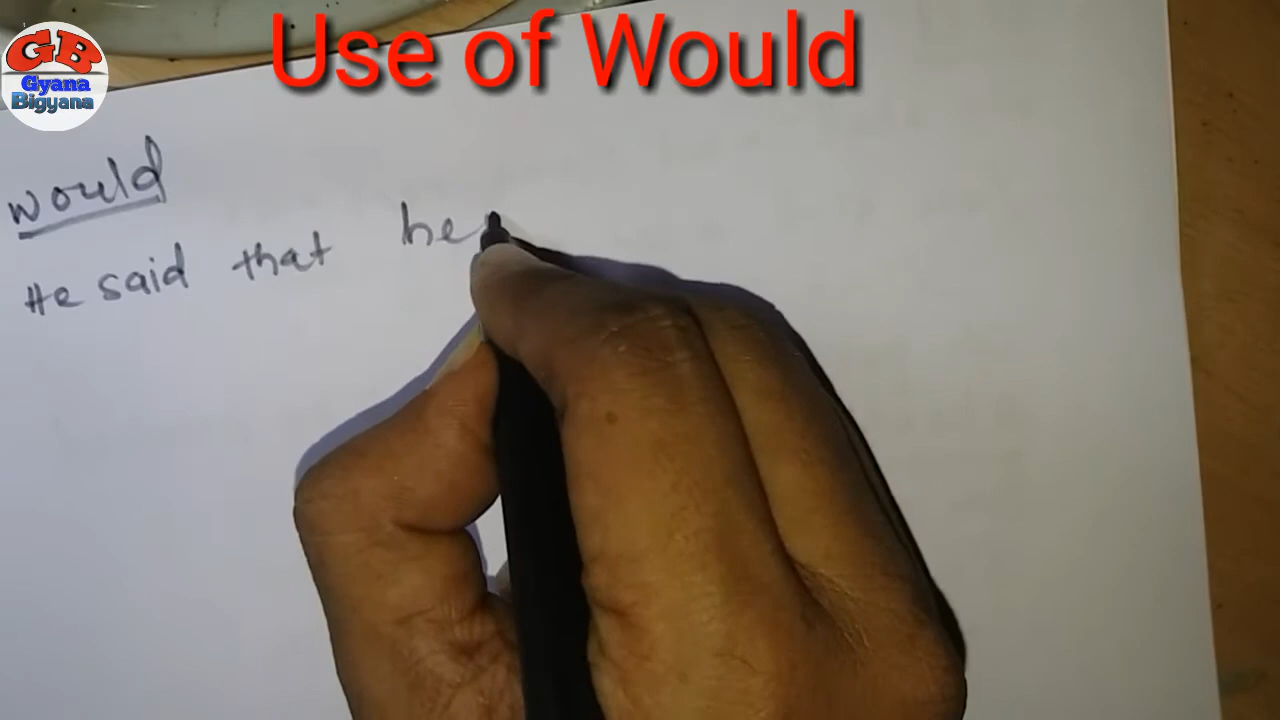 Use of Would
GB
Gyana
Bigyana
would
He said that he